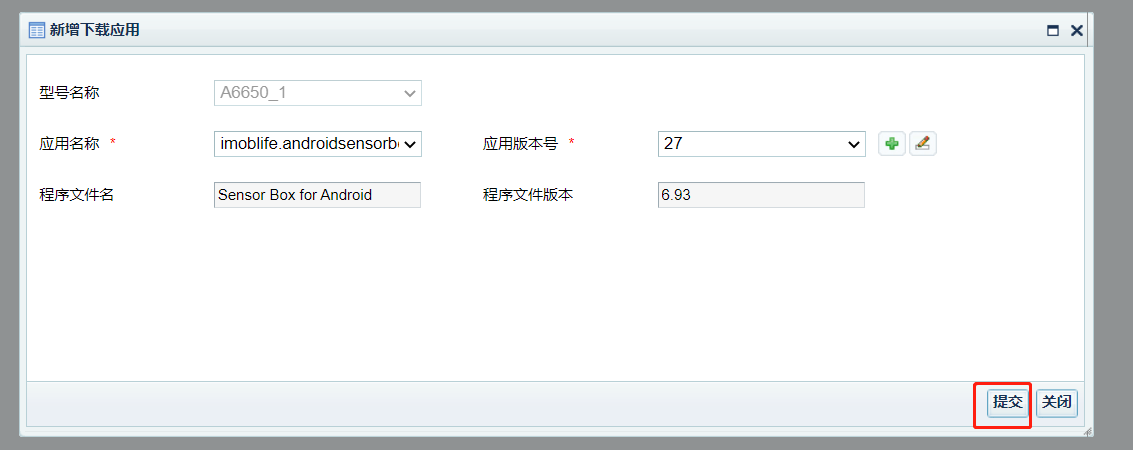 新增下载应用
型号名称 A6650_1
应用名称 * imoblife.androidsensorb 应用版本号 * 27
程序文件名 Sensor Box for Android 程序文件版本 6.93
提交 关闭